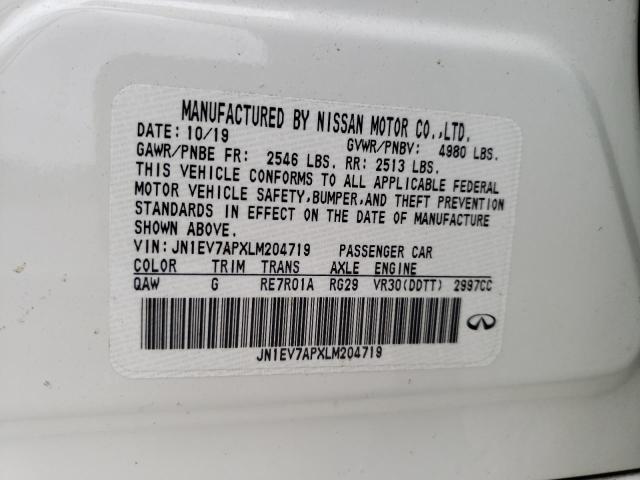 MANUFACTURED BY NISSAN MOTOR CO.,LTD.
DATE: 10/19 GVWR/PNBV: 4980 LBS.
GAWR/PNBE FR: 2546 LBS. RR: 2513 LBS.
THIS VEHICLE CONFORMS TO ALL APPLICABLE FEDERAL
MOTOR VEHICLE SAFETY,BUMPER,AND THEFT PREVENTION
STANDARDS IN EFFECT ON THE DATE OF MANUFACTURE
SHOWN ABOVE.
VIN:JN1EV7APXLM204719 PASSENGER CAR
COLOR TRIM TRANS AXLE ENGINE
QAW G RE7R01A RG29 VR30(DDTT) 2997CC
JN1EV7APXLM204719